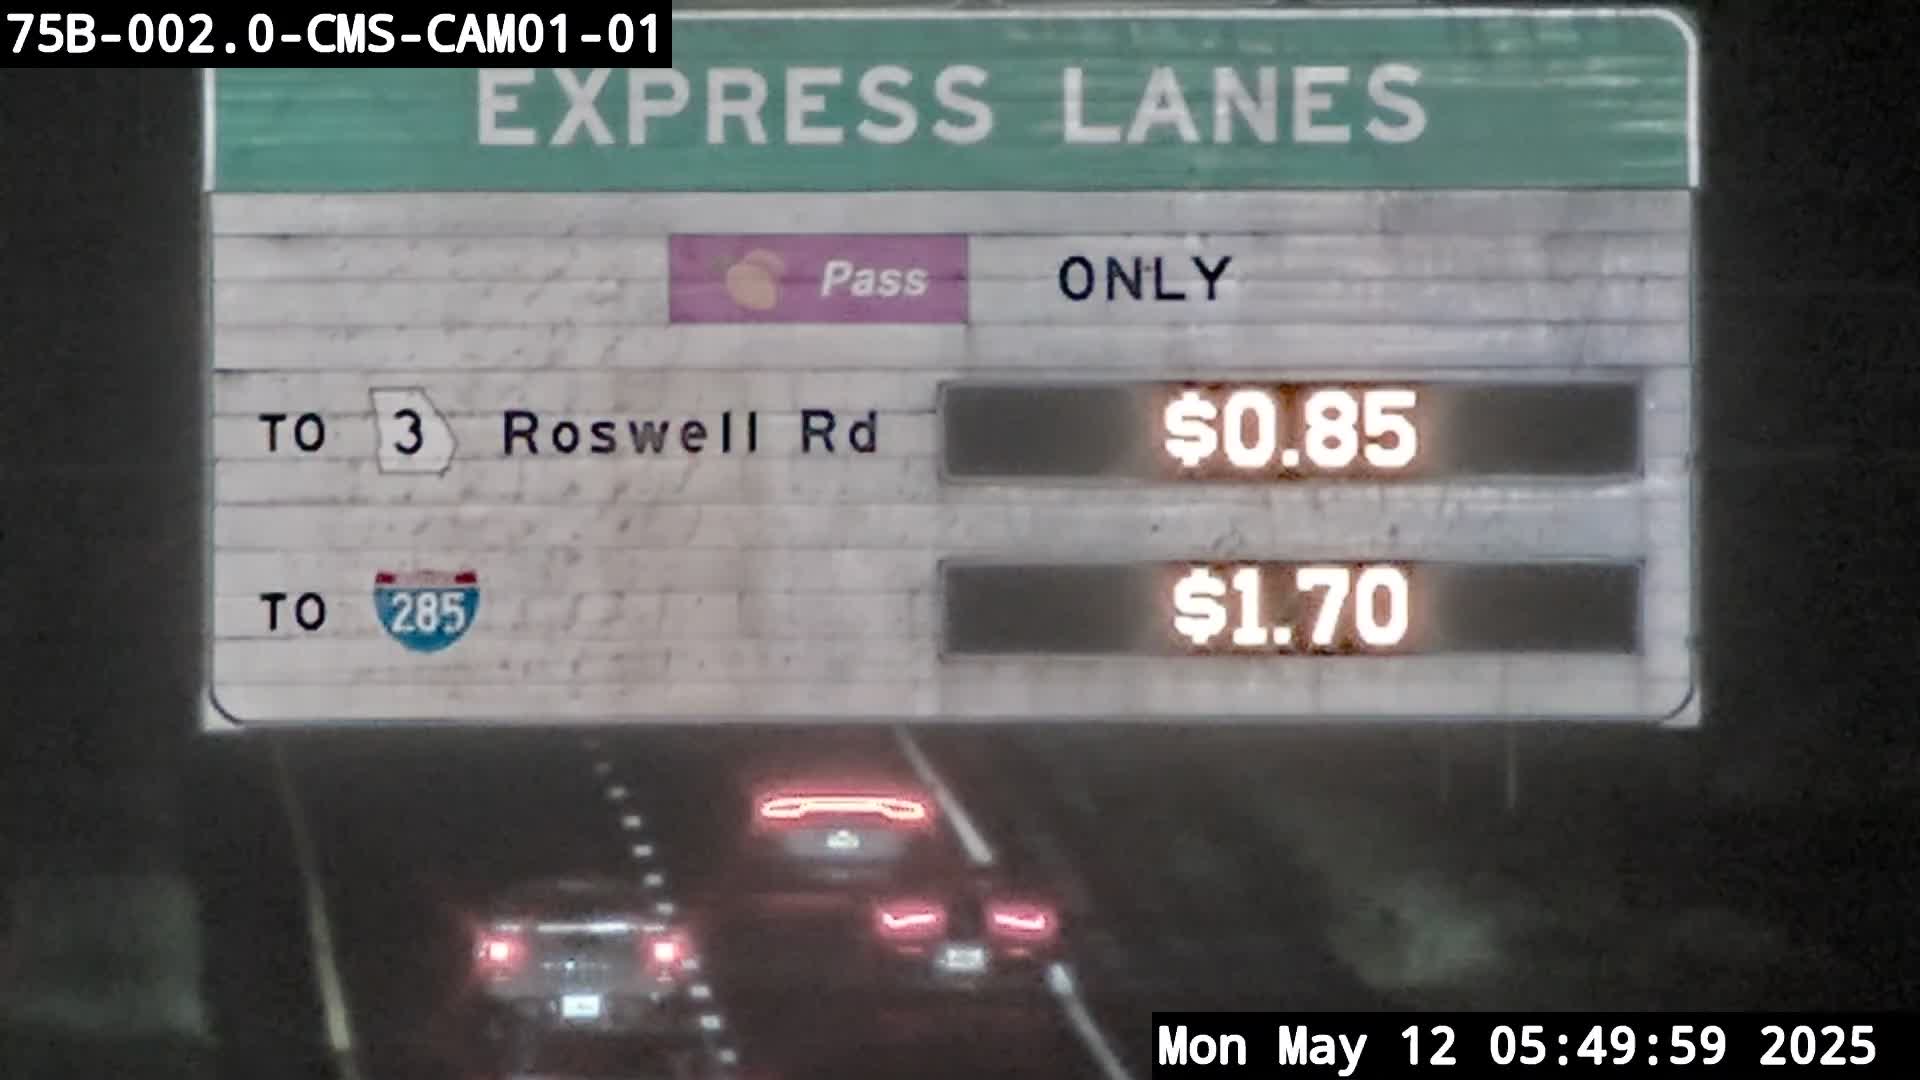 75B-002.0-CMS-CAM01-01
EXPRESS LANES
Pass ONLY
TO 3 Roswell Rd $0.85
TO 285 $1.70
Mon May 12 05:49:59 2025